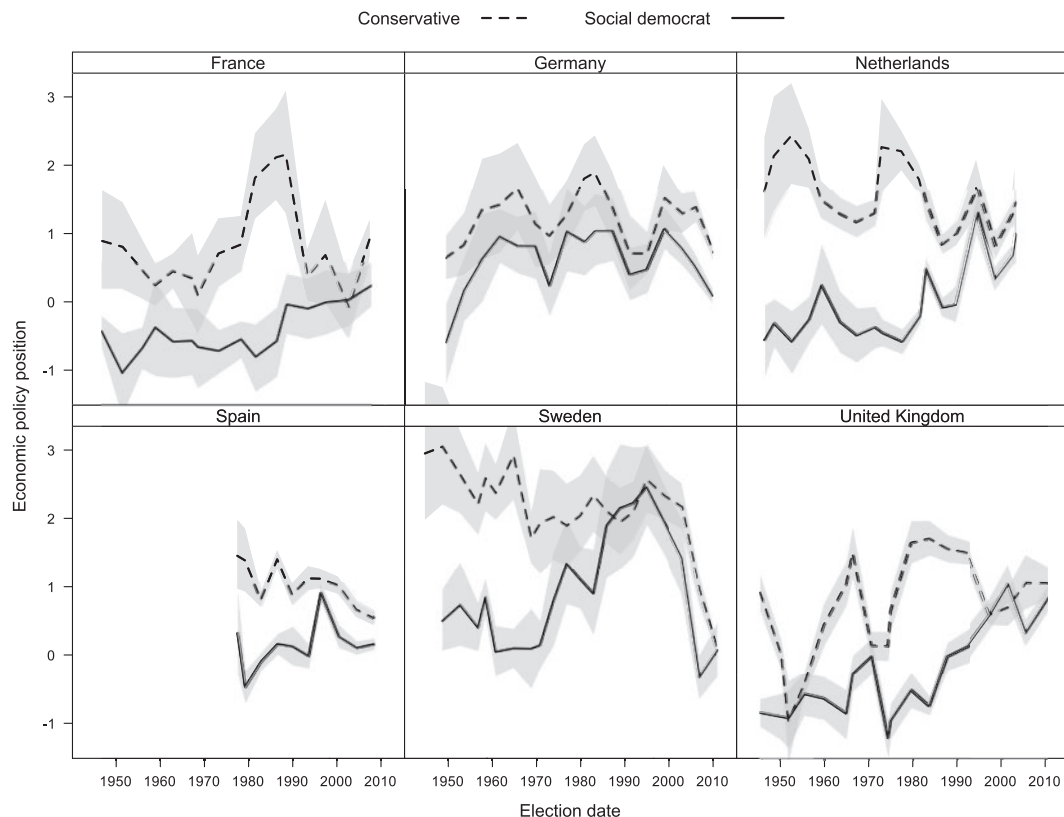 Conservative Social democrat
France Germany Netherlands
3
2
1
0
-1
Spain Sweden United Kingdom
3
2
1
0
-1
Economic policy position
1950 1960 1970 1980 1990 2000 2010 1950 1960 1970 1980 1990 2000 2010 1950 1960 1970 1980 1990 2000 2010
Election date